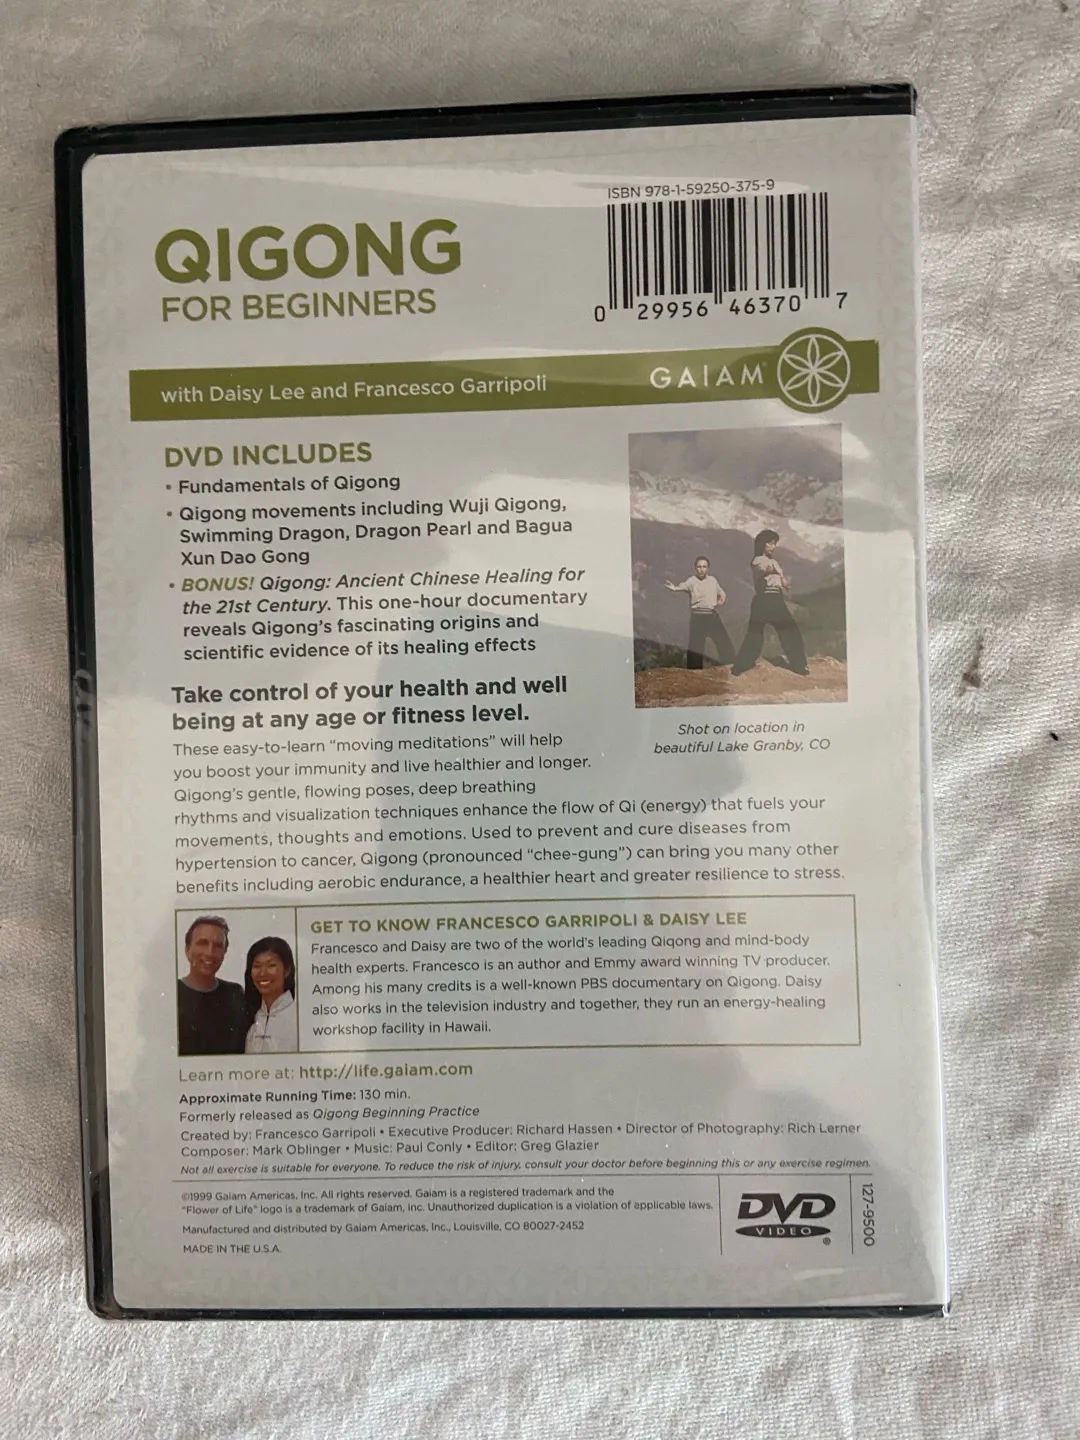 ISBN 978-1-59250-375-9
0 29956 46370 7
QIGONG
FOR BEGINNERS
with Daisy Lee and Francesco Garripoli
GAIAM
DVD INCLUDES
• Fundamentals of Qigong
• Qigong movements including Wuji Qigong,
Swimming Dragon, Dragon Pearl and Bagua
Xun Dao Gong
• BONUS! Qigong: Ancient Chinese Healing for
the 21st Century. This one-hour documentary
reveals Qigong's fascinating origins and
scientific evidence of its healing effects
Shot on location in
beautiful Lake Granby, CO
Take control of your health and well
being at any age or fitness level.
These easy-to-learn "moving meditations" will help
you boost your immunity and live healthier and longer.
Qigong's gentle, flowing poses, deep breathing
rhythms and visualization techniques enhance the flow of Qi (energy) that fuels your
movements, thoughts and emotions. Used to prevent and cure diseases from
hypertension to cancer, Qigong (pronounced "chee-gung") can bring you many other
benefits including aerobic endurance, a healthier heart and greater resilience to stress.
GET TO KNOW FRANCESCO GARRIPOLI & DAISY LEE
Francesco and Daisy are two of the world's leading Qiqong and mind-body
health experts. Francesco is an author and Emmy award winning TV producer.
Among his many credits is a well-known PBS documentary on Qigong. Daisy
also works in the television industry and together, they run an energy-healing
workshop facility in Hawaii.
Learn more at: http://life.gaiam.com
Approximate Running Time: 130 min.
Formerly released as Qigong Beginning Practice
Created by: Francesco Garripoli • Executive Producer: Richard Hassen • Director of Photography: Rich Lerner
Composer: Mark Oblinger • Music: Paul Conly • Editor: Greg Glazier
Not all exercise is suitable for everyone. To reduce the risk of injury, consult your doctor before beginning this or any exercise regimen.
©1999 Gaiam Americas, Inc. All rights reserved. Gaiam is a registered trademark and the
"Flower of Life" logo is a trademark of Gaiam, Inc. Unauthorized duplication is a violation of applicable laws.
Manufactured and distributed by Gaiam Americas, Inc., Louisville, CO 80027-2452
MADE IN THE U.S.A.
DVD
VIDEO ®
127-9500